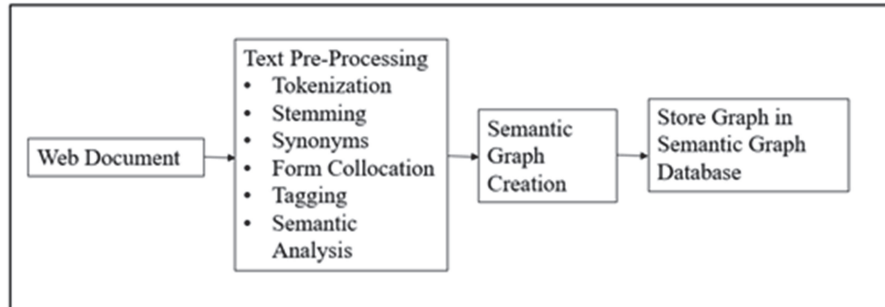 Web Document
Text Pre-Processing
• Tokenization
• Stemming
• Synonyms
• Form Collocation
• Tagging
• Semantic
Analysis
Semantic
Graph
Creation
Store Graph in
Semantic Graph
Database